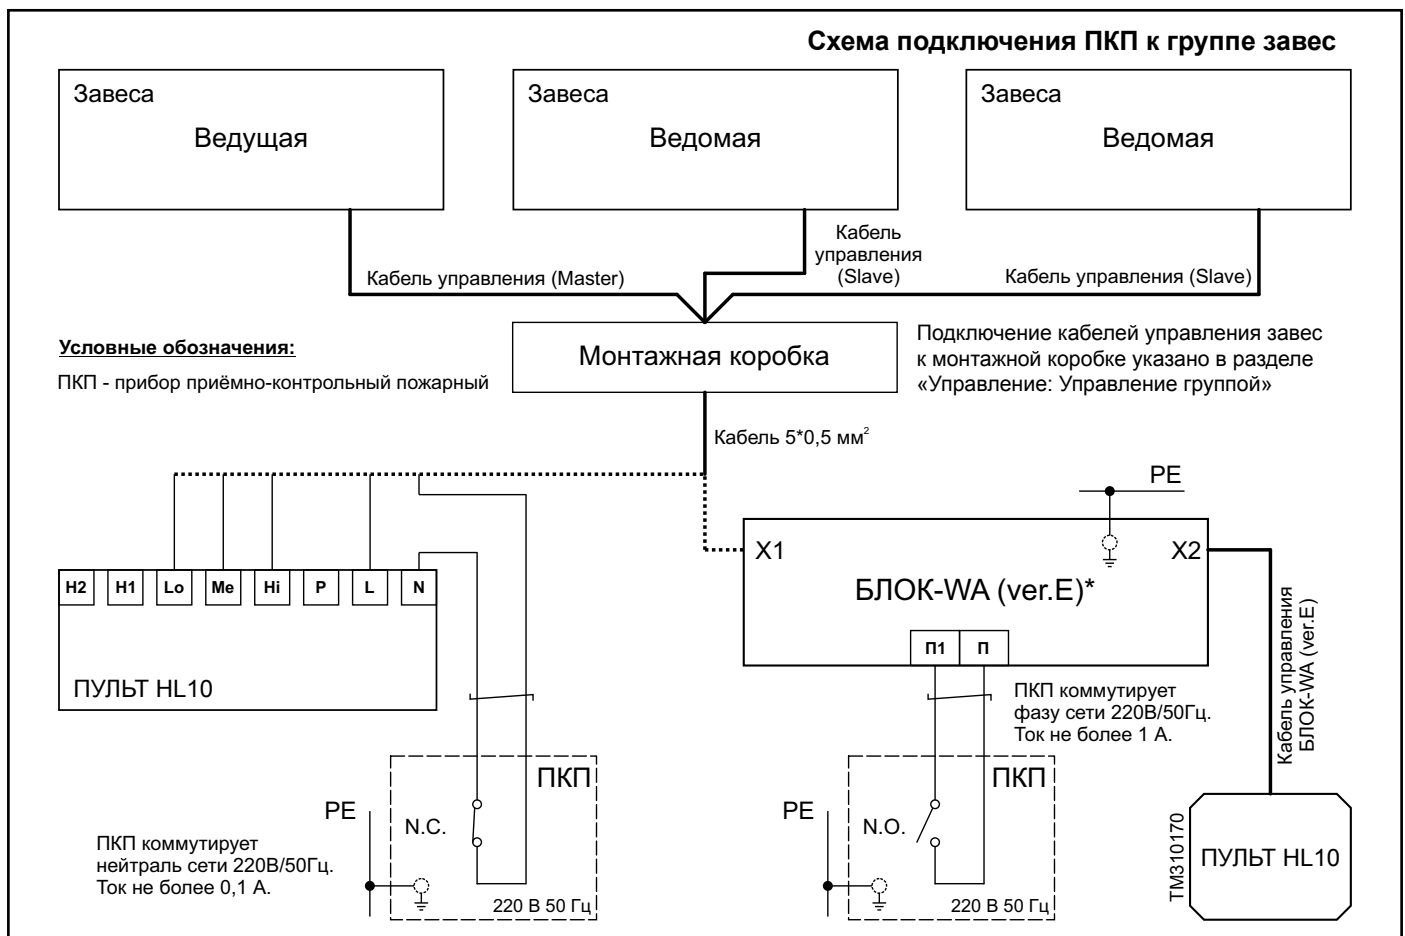 Схема подключения ПКП к группе завес
Завеса
Ведущая
Завеса
Ведомая
Завеса
Ведомая
Кабель управления (Master)
Кабель
управления
(Slave)
Кабель управления (Slave)
Условные обозначения:
ПКП - прибор приёмно-контрольный пожарный
Монтажная коробка
Подключение кабелей управления завес
к монтажной коробке указано в разделе
«Управление: Управление группой»
Кабель 5*0,5 мм²
H2 H1 Lo Me Hi P L N
ПУЛЬТ HL10
PE
X1
X2
БЛОК-WA (ver.E)*
П1 П
ПКП коммутирует
фазу сети 220В/50Гц.
Ток не более 1 А.
Кабель управления
БЛОК-WA (ver.E)
ПКП
PE
N.C.
220 В 50 Гц
ПКП коммутирует
нейтраль сети 220В/50Гц.
Ток не более 0,1 А.
ПКП
PE
N.O.
220 В 50 Гц
TM310170
ПУЛЬТ HL10